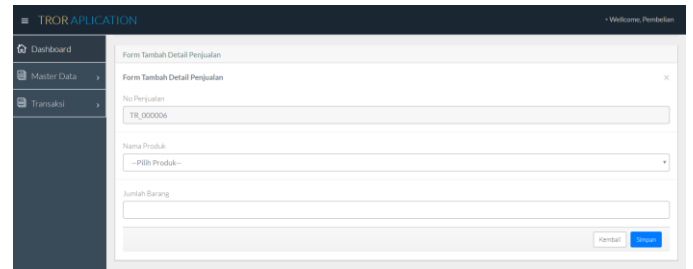 ≡ TROR APLICATION
Wellcome, Pembelian
Dashboard
Form Tambah Detail Penjualan
Master Data
Form Tambah Detail Penjualan ×
Transaksi
No Penjualan
TR_000006
Nama Produk
--Pilih Produk--
Jumlah Barang
Kembali Simpan